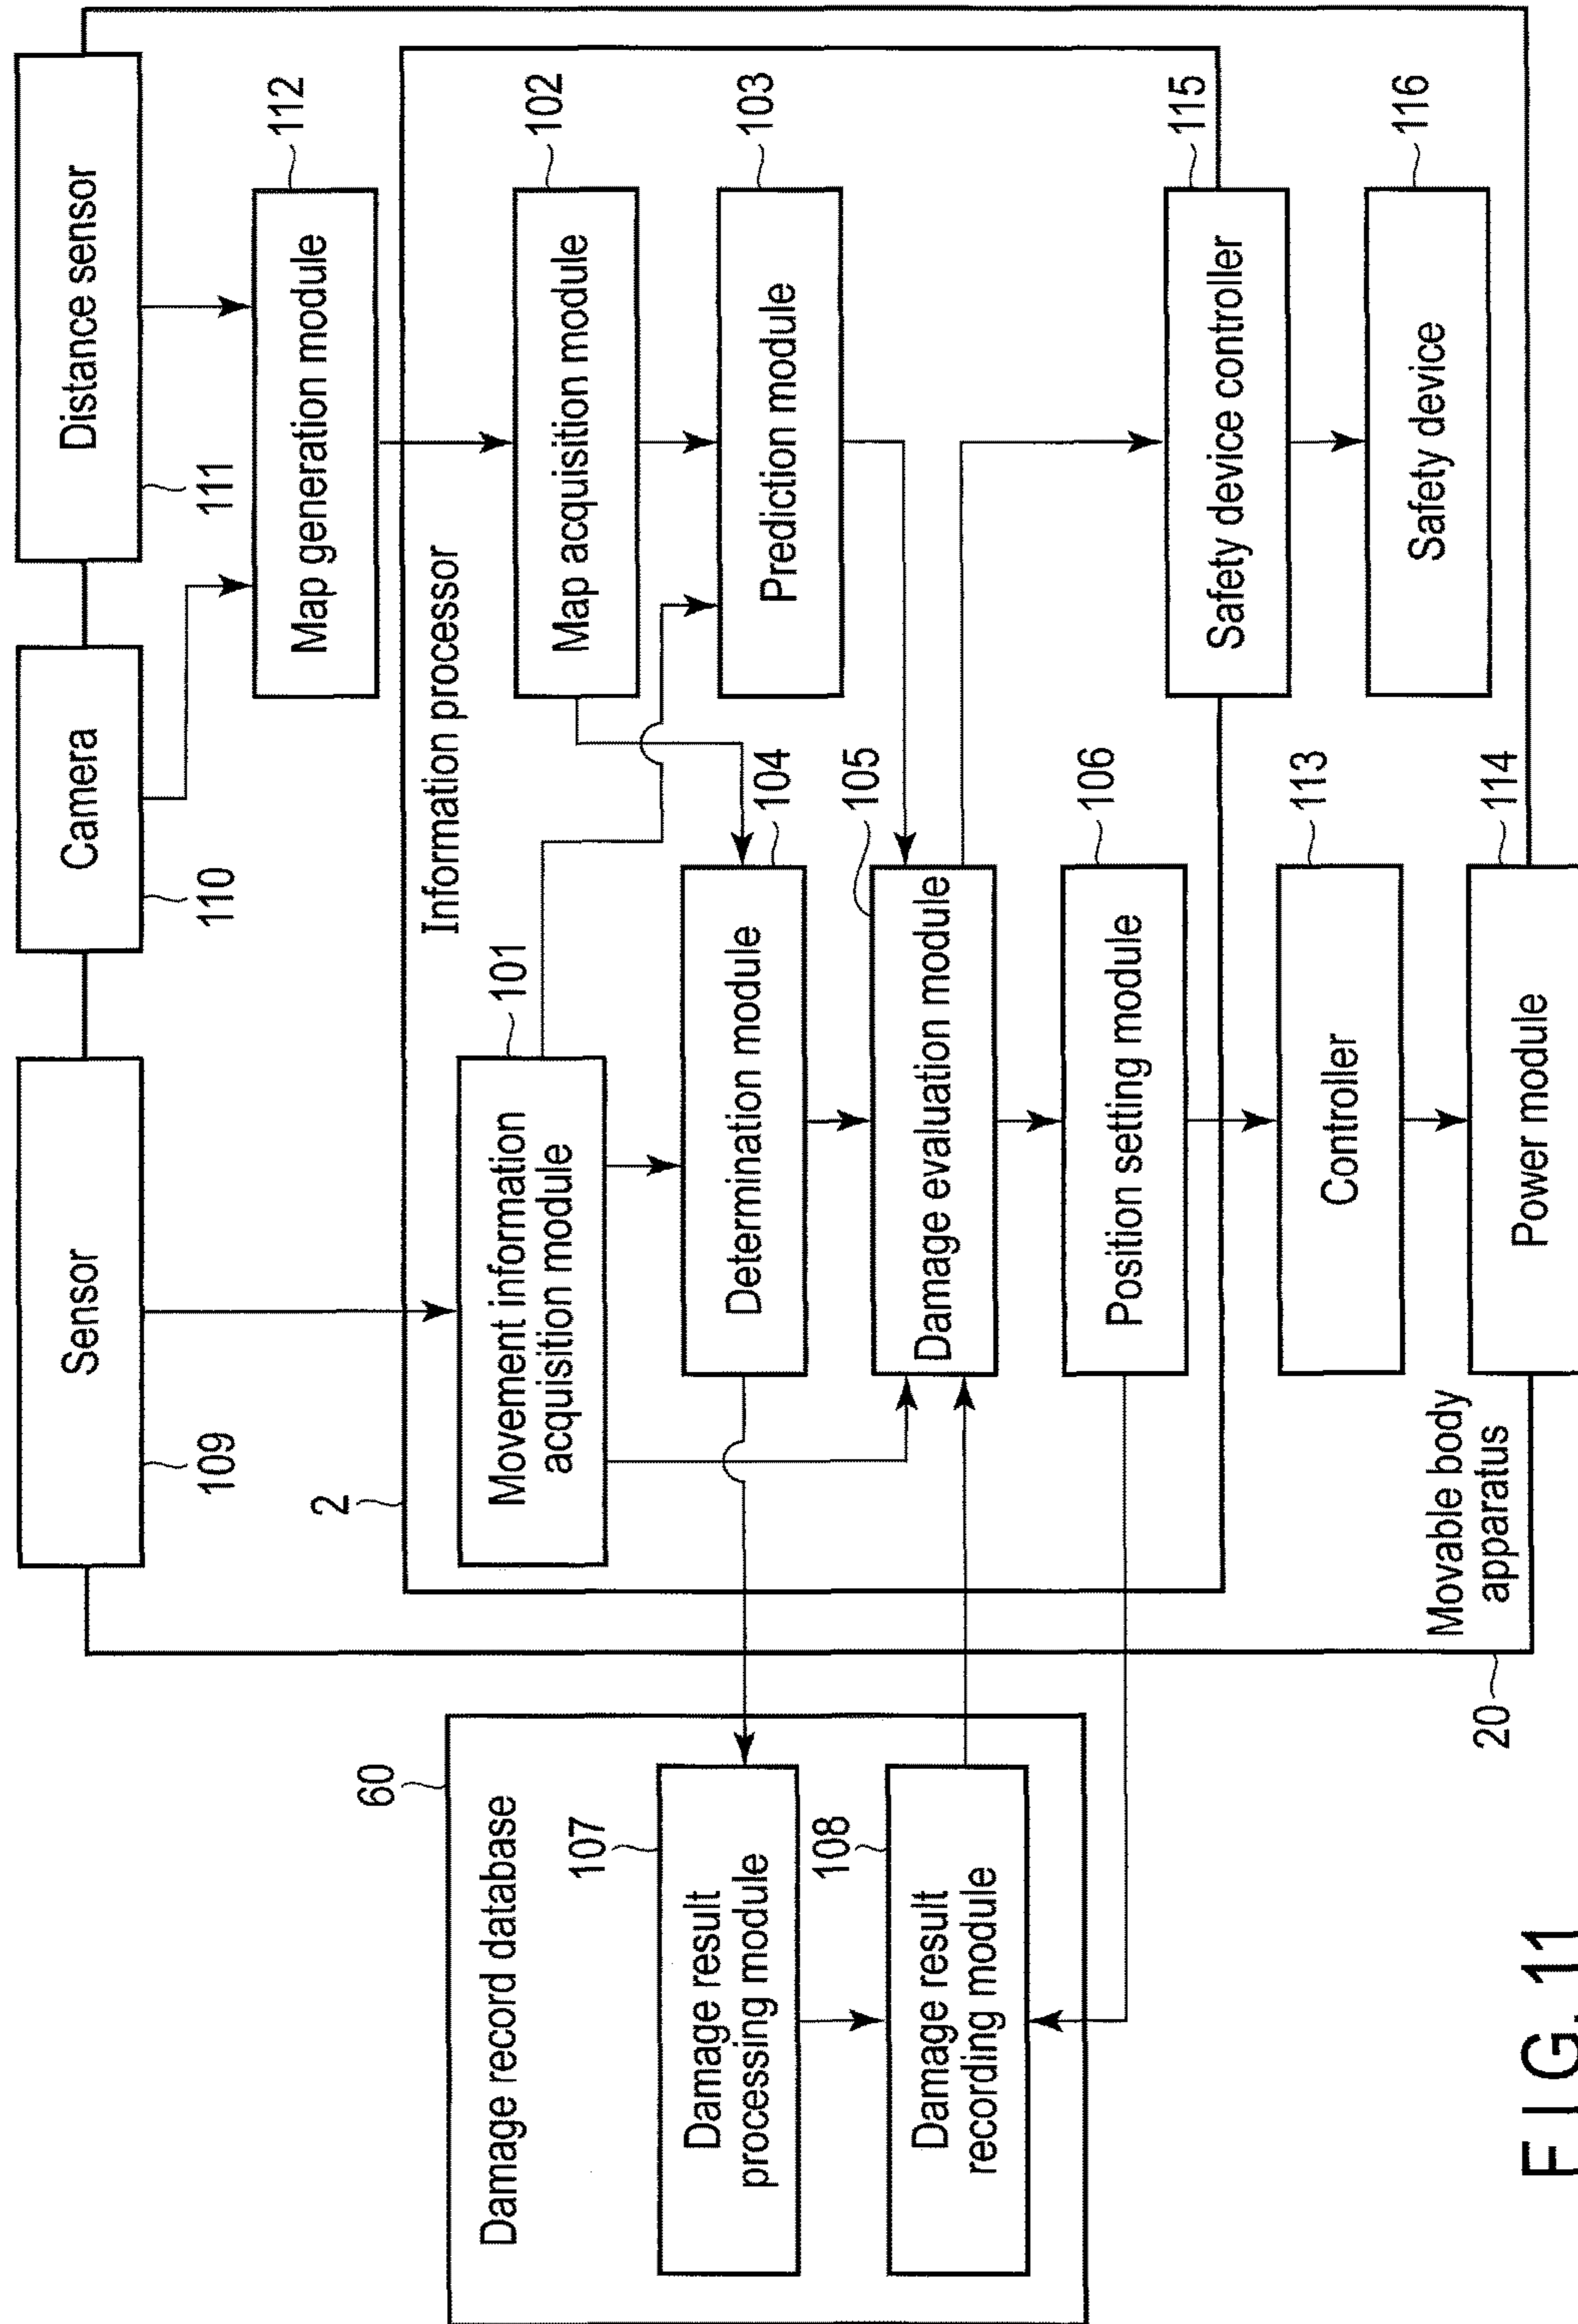 Sensor
109
Camera
110
Distance sensor
111
Map generation module
112
2
Information processor
Movement information
acquisition module
101
Map acquisition module
102
Prediction module
103
Determination module
104
Damage evaluation module
105
Position setting module
106
Safety device controller
115
Safety device
116
Controller
113
Power module
114
Movable body
apparatus
20
60
Damage record database
107
Damage result
processing module
108
Damage result
recording module
FIG. 11